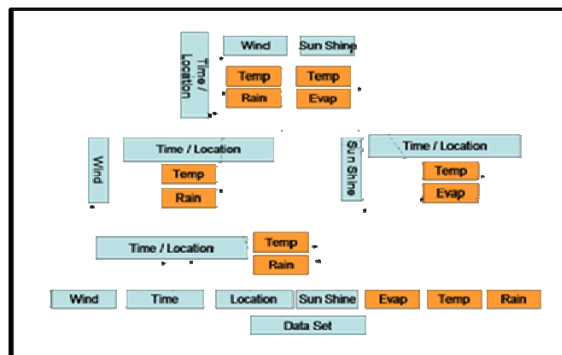 Time / Location
Wind
Sun Shine
Temp
Temp
Rain
Evap
Wind
Time / Location
Temp
Rain
Sun Shine
Time / Location
Temp
Evap
Time / Location
Temp
Rain
Wind
Time
Location
Sun Shine
Evap
Temp
Rain
Data Set